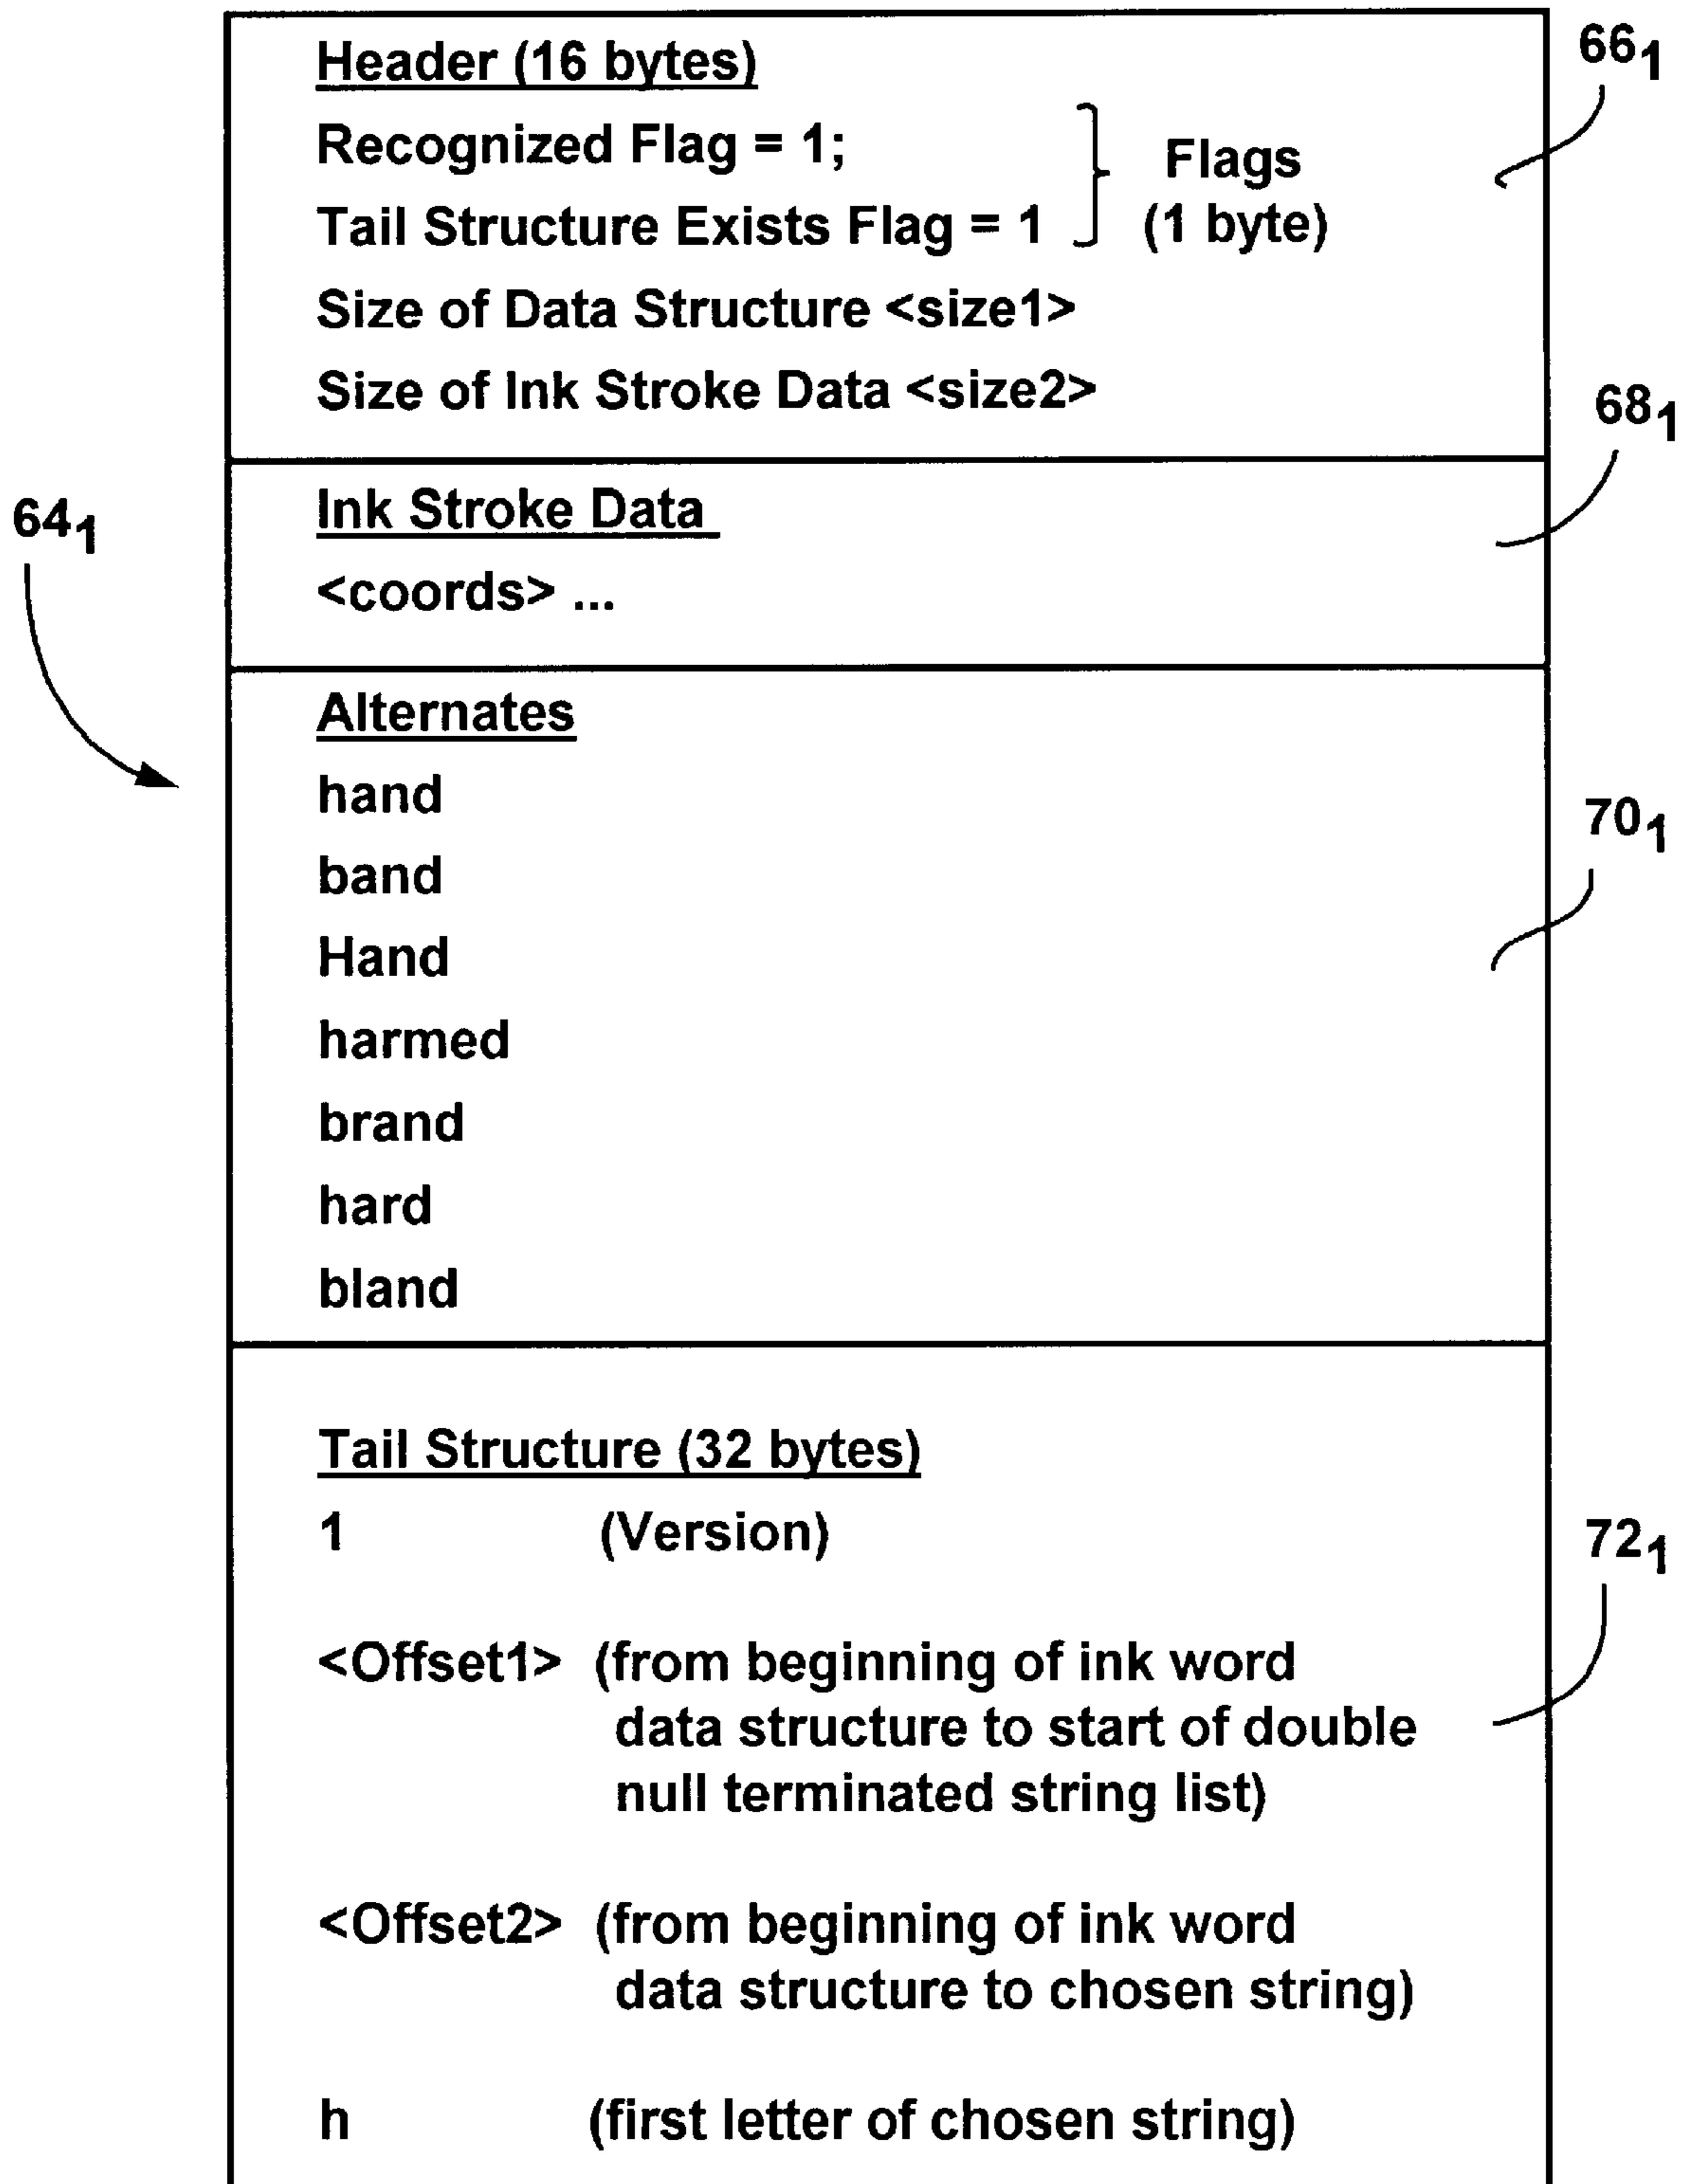 Header (16 bytes)
66₁
Recognized Flag = 1;
Flags
Tail Structure Exists Flag = 1
(1 byte)
Size of Data Structure <size1>
Size of Ink Stroke Data <size2>
68₁
64₁
Ink Stroke Data
<coords> ...
Alternates
hand
70₁
band
Hand
harmed
brand
hard
bland
Tail Structure (32 bytes)
1 (Version)
72₁
<Offset1> (from beginning of ink word
data structure to start of double
null terminated string list)
<Offset2> (from beginning of ink word
data structure to chosen string)
h (first letter of chosen string)